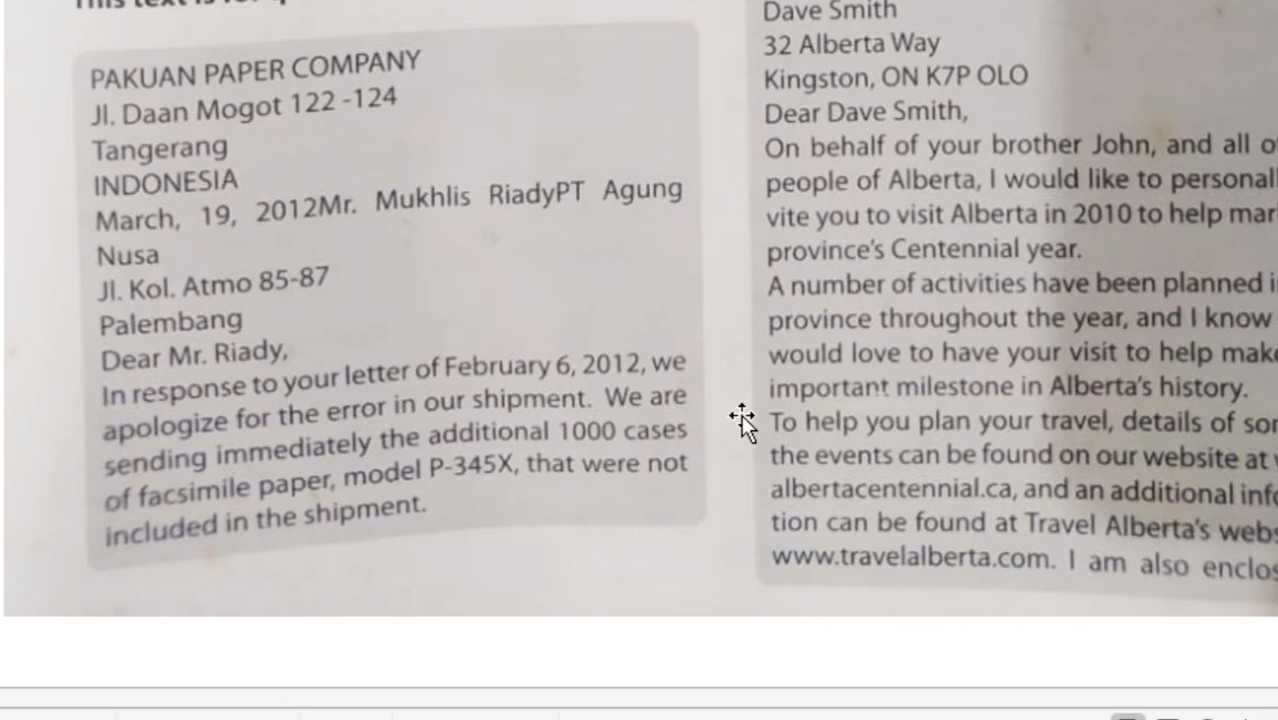 This text is for
PAKUAN PAPER COMPANY
Jl. Daan Mogot 122 -124
Tangerang
INDONESIA
March, 19, 2012Mr. Mukhlis RiadyPT Agung
Nusa
Jl. Kol. Atmo 85-87
Palembang
Dear Mr. Riady,
In response to your letter of February 6, 2012, we
apologize for the error in our shipment. We are
sending immediately the additional 1000 cases
of facsimile paper, model P-345X, that were not
included in the shipment.
Dave Smith
32 Alberta Way
Kingston, ON K7P OLO
Dear Dave Smith,
On behalf of your brother John, and all
people of Alberta, I would like to
vite you to visit Alberta in 2010 to help
province's Centennial year.
A number of activities have been planned
province throughout the year, and I know
would love to have your visit to help
important milestone in Alberta's history.
To help you plan your travel, details of
the events can be found on our website at
albertacentennial.ca, and an additional
tion can be found at Travel Alberta's
www.travelalberta.com. I am also